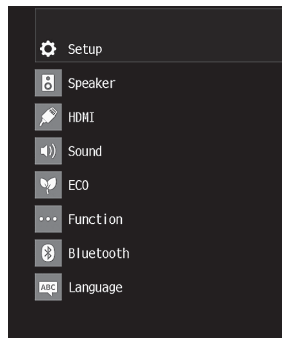 Setup
Speaker
HDMI
Sound
ECO
Function
Bluetooth
ABC Language